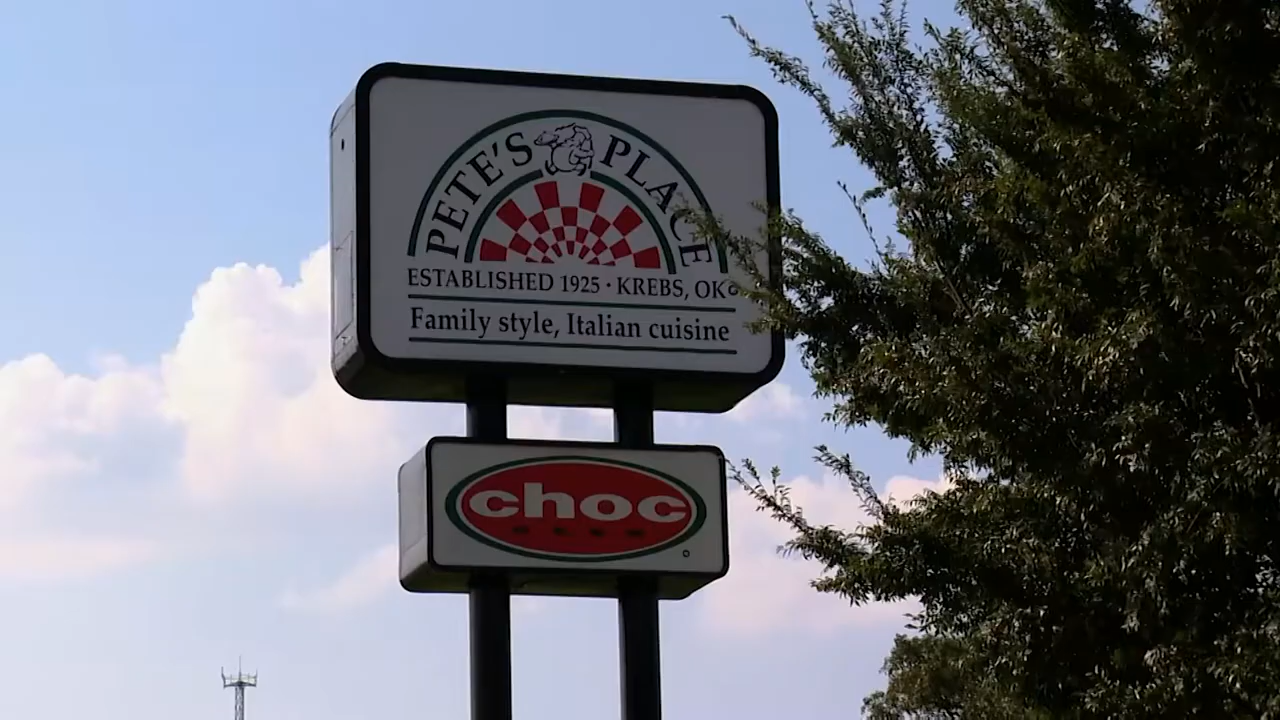 PETE'S PLACE
ESTABLISHED 1925 · KREBS, OK
Family style, Italian cuisine
choc